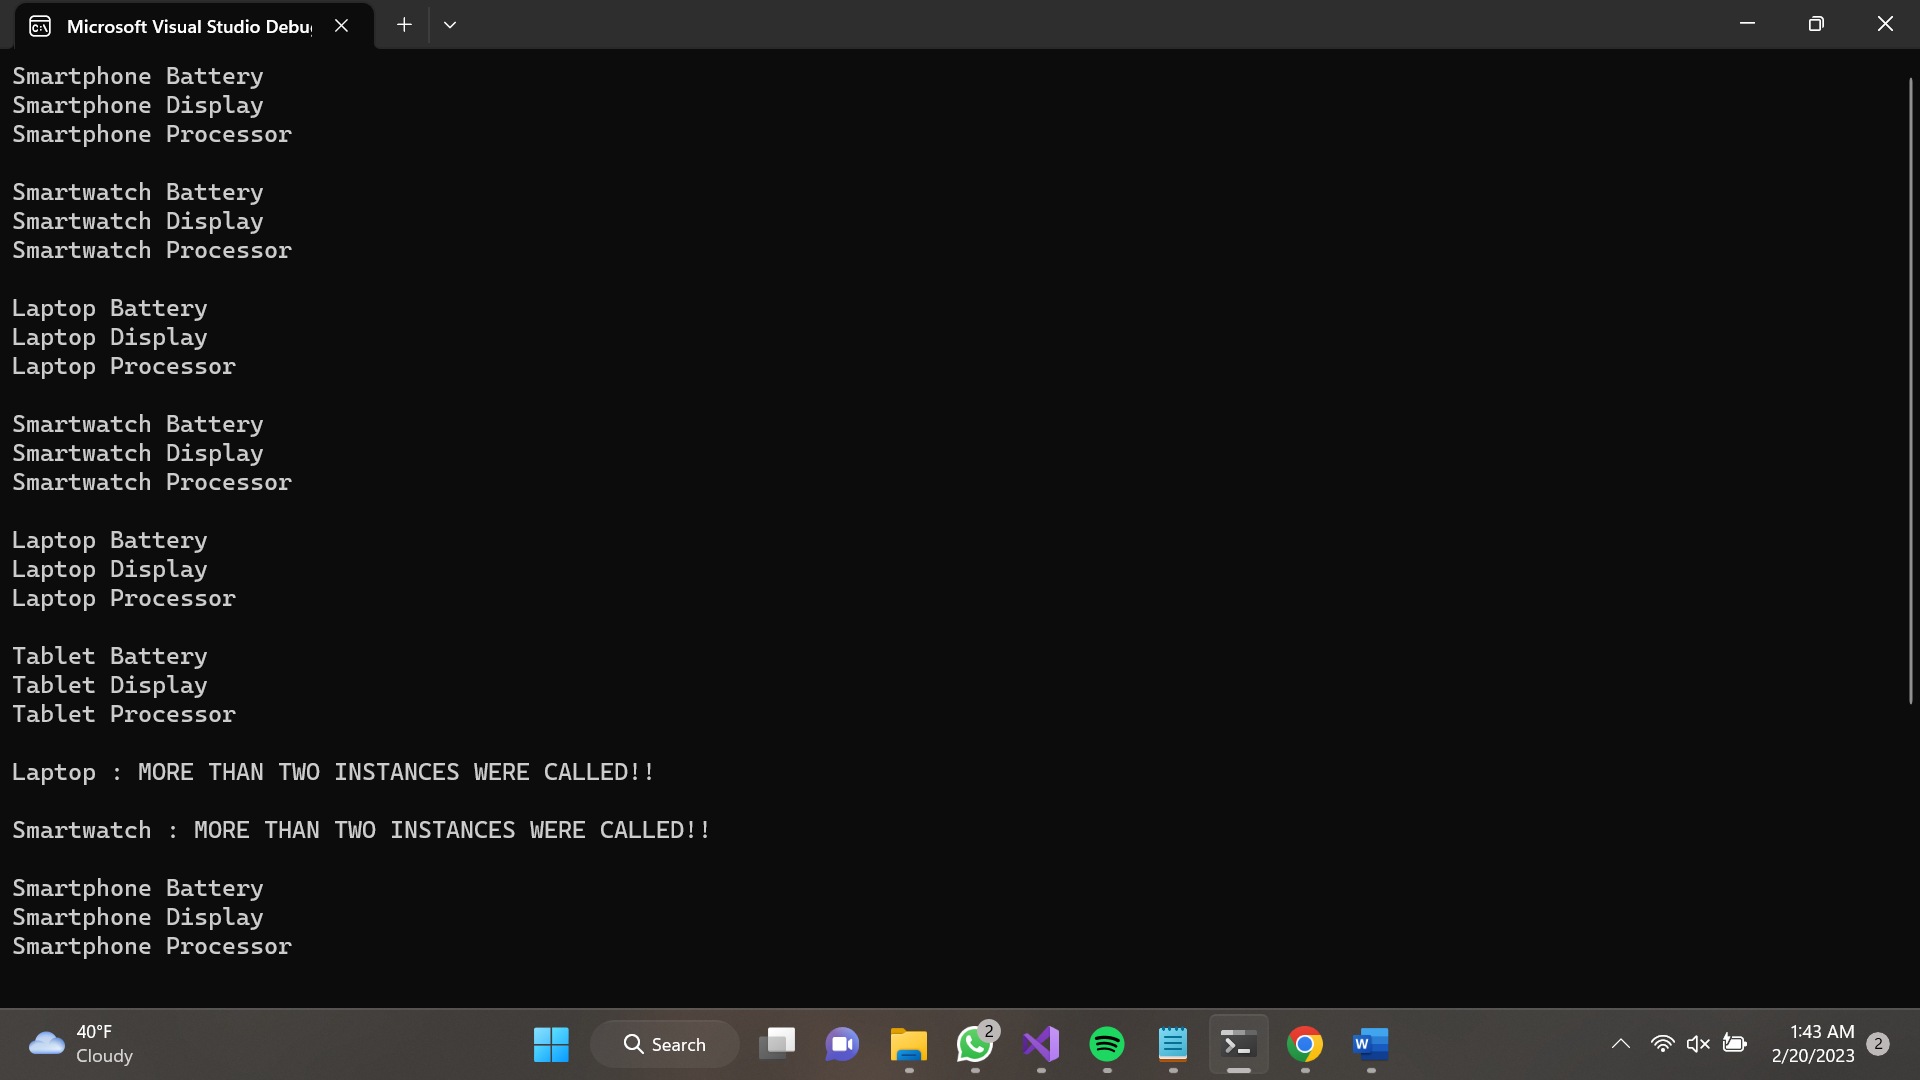 Microsoft Visual Studio Debu
Smartphone Battery
Smartphone Display
Smartphone Processor
Smartwatch Battery
Smartwatch Display
Smartwatch Processor
Laptop Battery
Laptop Display
Laptop Processor
Smartwatch Battery
Smartwatch Display
Smartwatch Processor
Laptop Battery
Laptop Display
Laptop Processor
Tablet Battery
Tablet Display
Tablet Processor
Laptop : MORE THAN TWO INSTANCES WERE CALLED!!
Smartwatch : MORE THAN TWO INSTANCES WERE CALLED!!
Smartphone Battery
Smartphone Display
Smartphone Processor
40°F
Cloudy
Search
2
W
1:43 AM
2/20/2023
2